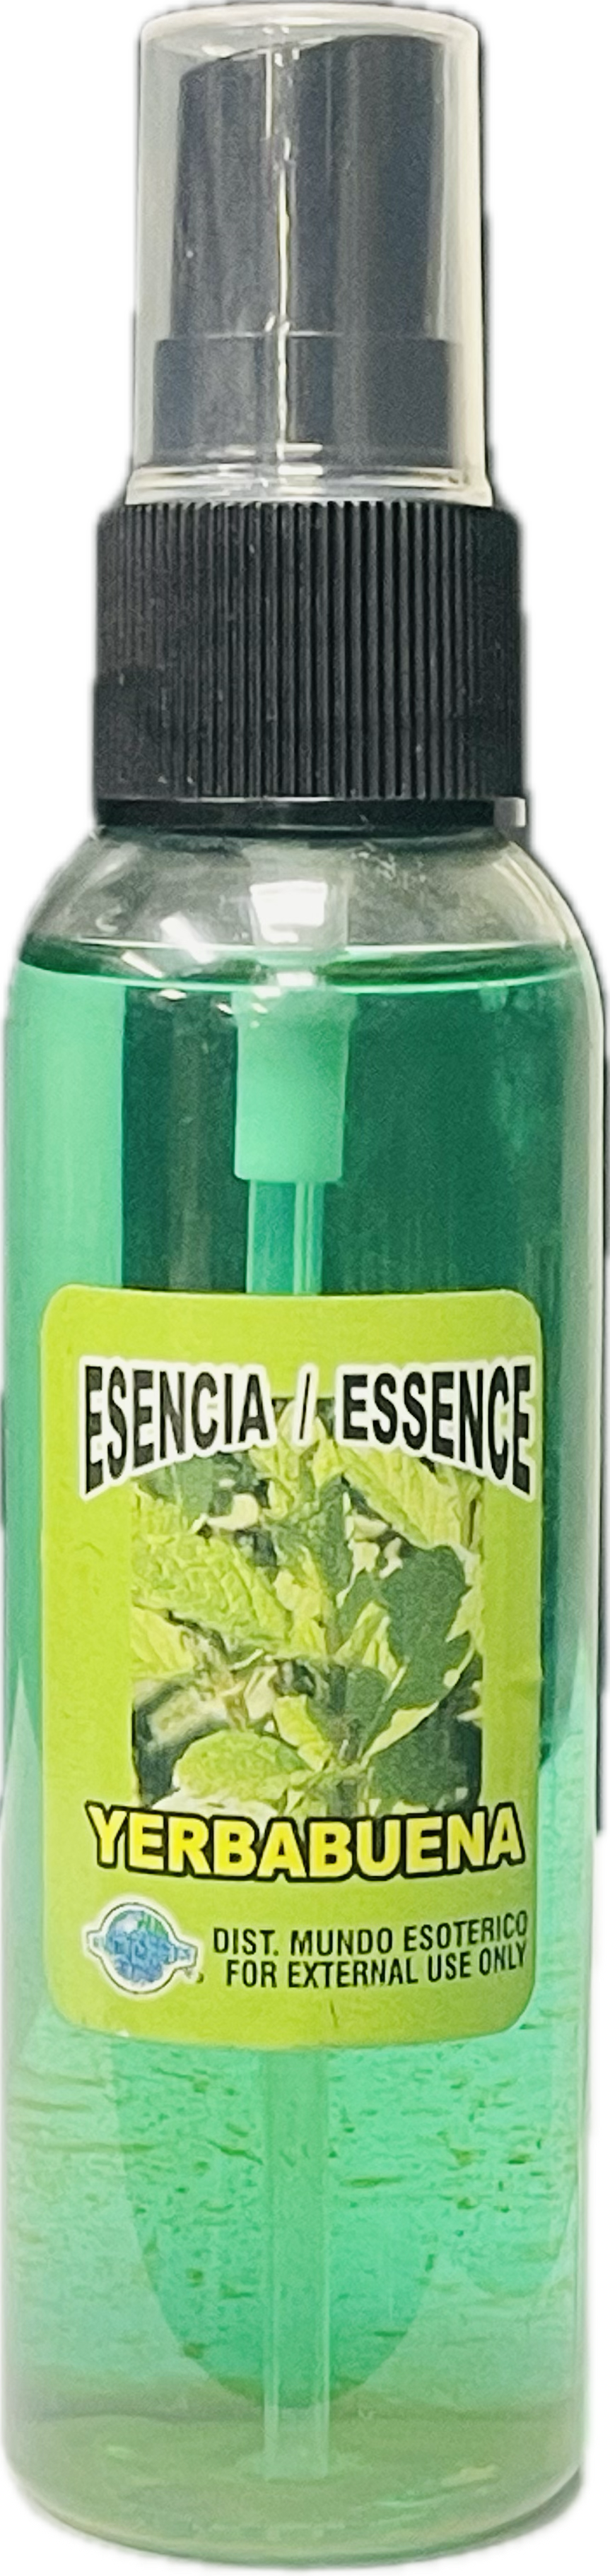 ESENCIA / ESSENCE
YERBABUENA
DIST. MUNDO ESOTERICO
FOR EXTERNAL USE ONLY